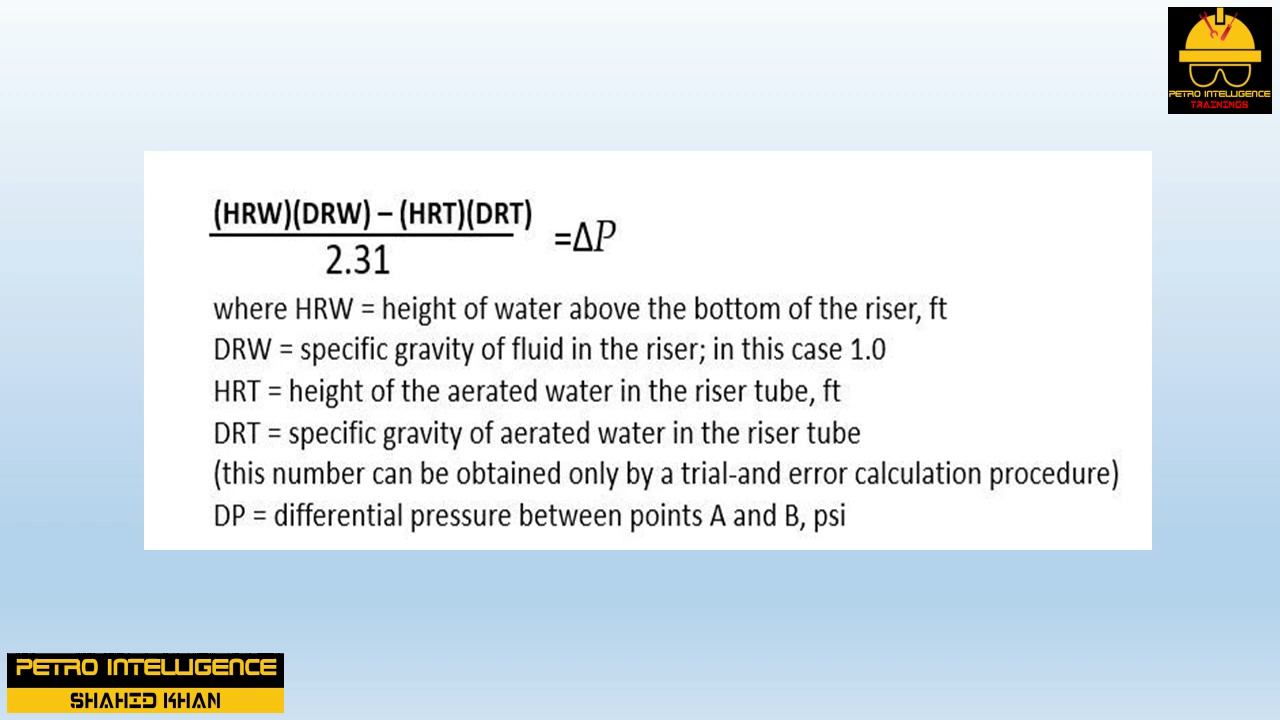 PETRO INTELLIGENCE
TRAININGS
(HRW)(DRW) – (HRT)(DRT)
2.31
=ΔP
where HRW = height of water above the bottom of the riser, ft
DRW = specific gravity of fluid in the riser; in this case 1.0
HRT = height of the aerated water in the riser tube, ft
DRT = specific gravity of aerated water in the riser tube
(this number can be obtained only by a trial-and error calculation procedure)
DP = differential pressure between points A and B, psi
PETRO INTELLIGENCE
SHAHID KHAN